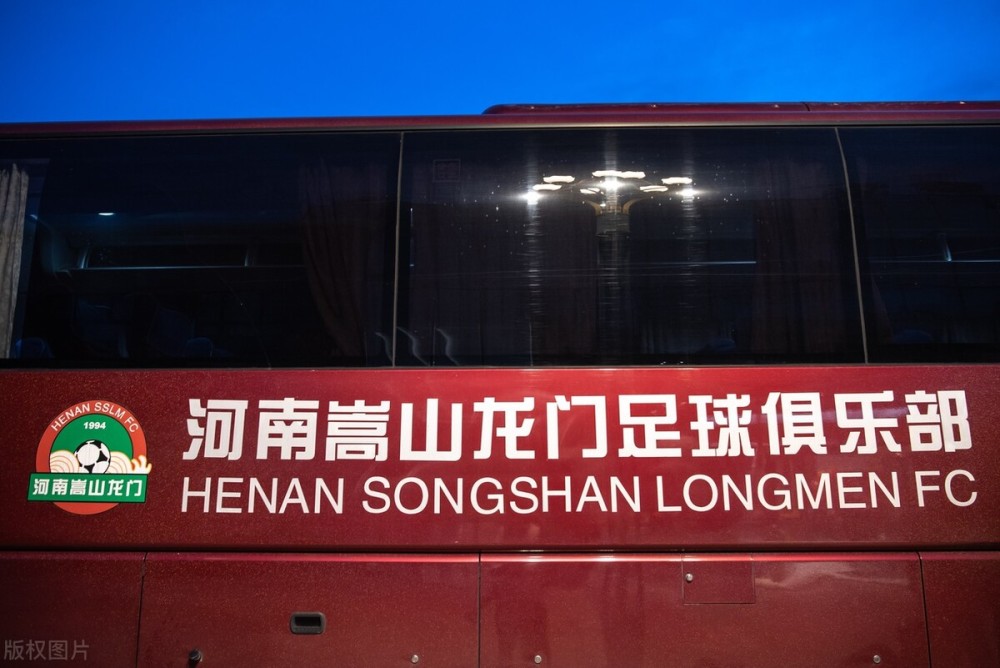 河南嵩山龙门足球俱乐部
HENAN SONGSHAN LONGMEN FC
HENAN SSLM FC
1994
河南嵩山龙门
版权图片